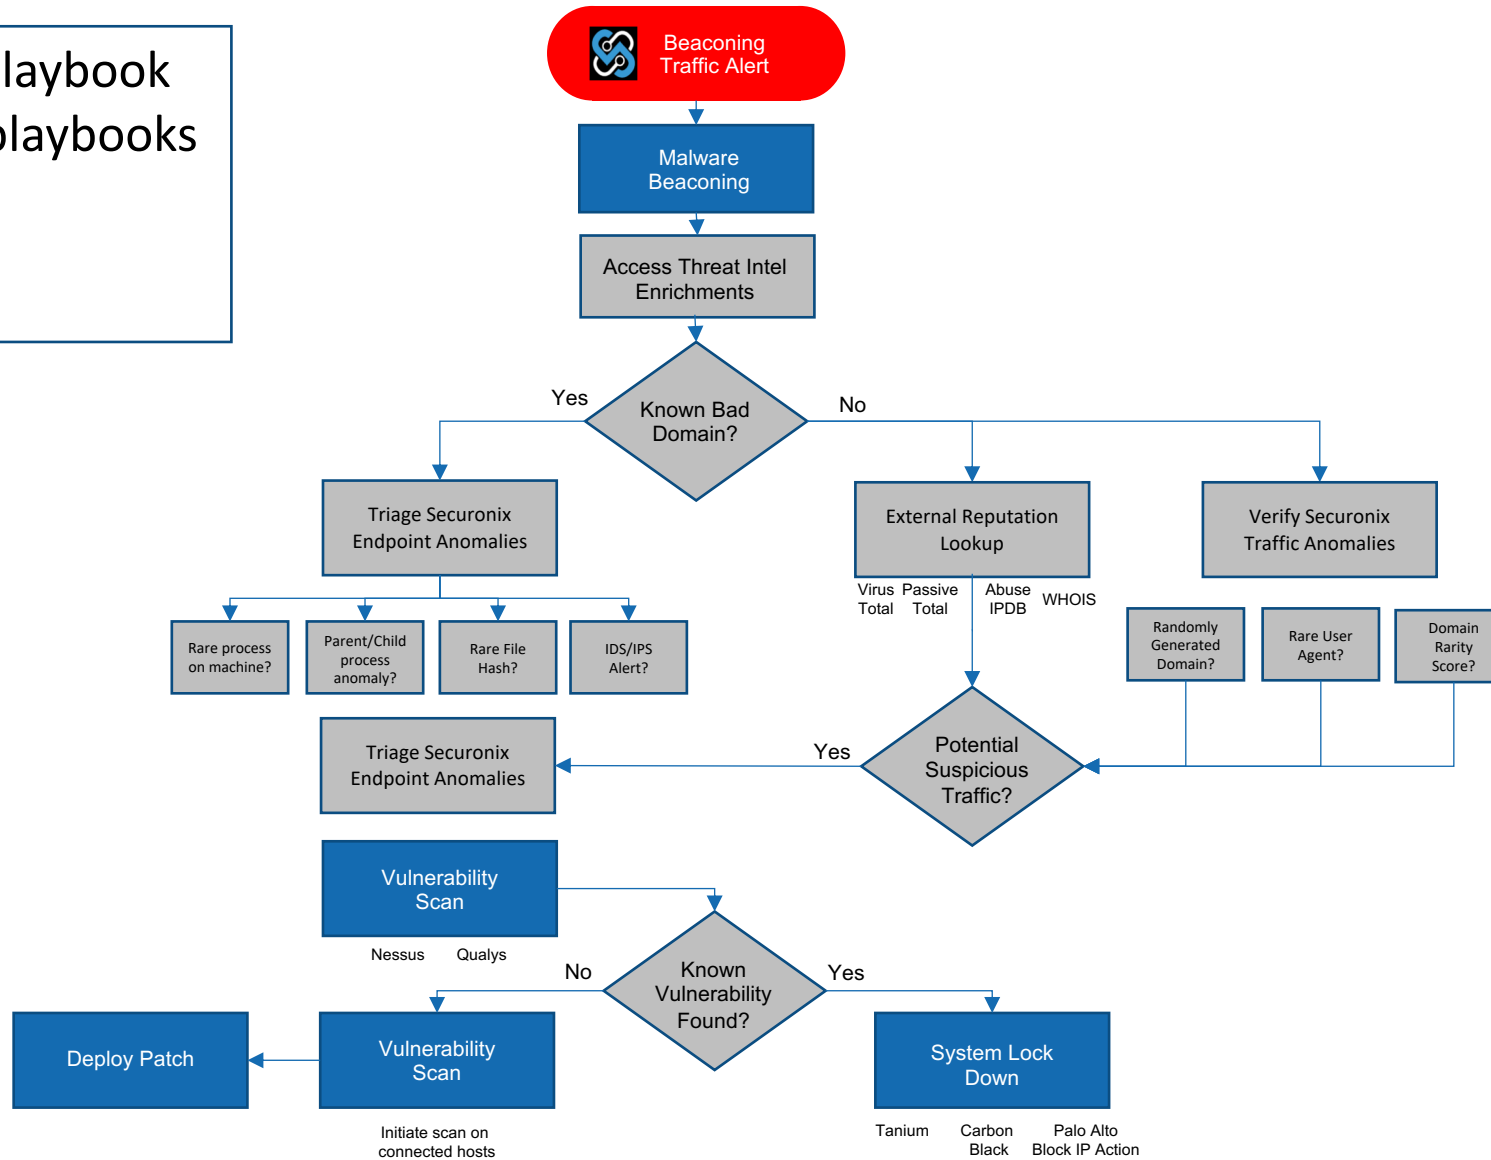 laybook
playbooks
Beaconing
Traffic Alert
Malware
Beaconing
Access Threat Intel
Enrichments
Known Bad
Domain?
Yes
No
Triage Securonix
Endpoint Anomalies
External Reputation
Lookup
Verify Securonix
Traffic Anomalies
Virus
Total
Passive
Total
Abuse
IPDB
WHOIS
Rare process
on machine?
Parent/Child
process
anomaly?
Rare File
Hash?
IDS/IPS
Alert?
Randomly
Generated
Domain?
Rare User
Agent?
Domain
Rarity
Score?
Triage Securonix
Endpoint Anomalies
Yes
Potential
Suspicious
Traffic?
Vulnerability
Scan
Nessus
Qualys
No
Known
Vulnerability
Found?
Yes
Deploy Patch
Vulnerability
Scan
System Lock
Down
Initiate scan on
connected hosts
Tanium
Carbon
Black
Palo Alto
Block IP Action